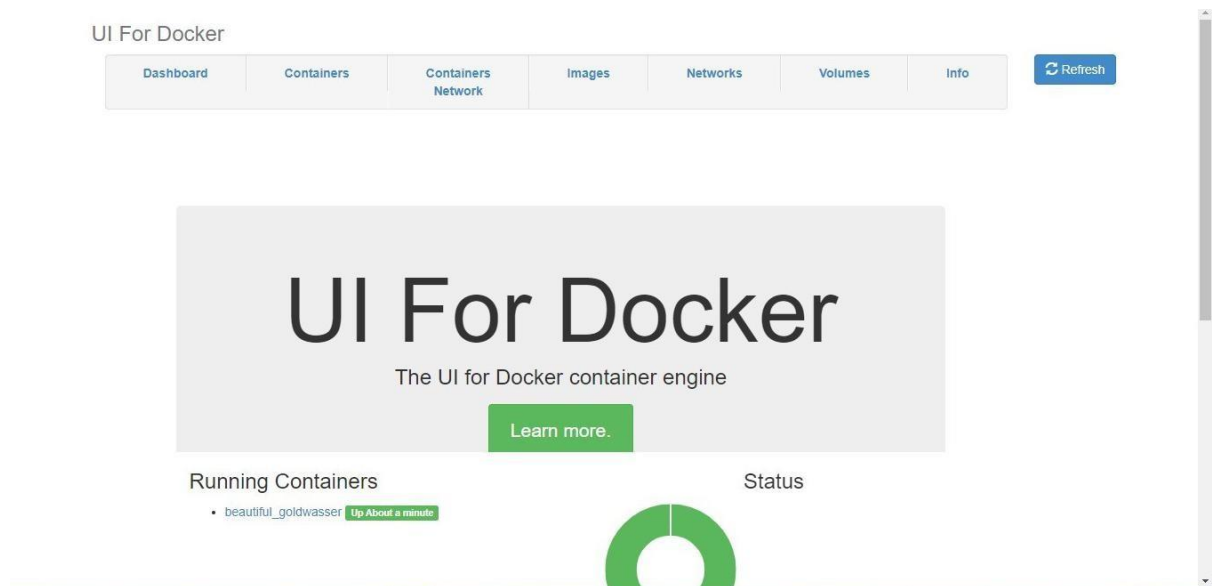 UI For Docker
Dashboard
Containers
Containers
Network
Images
Networks
Volumes
Info
Refresh
UI For Docker
The UI for Docker container engine
Learn more.
Running Containers
beautiful_goldwasser Up About a minute
Status